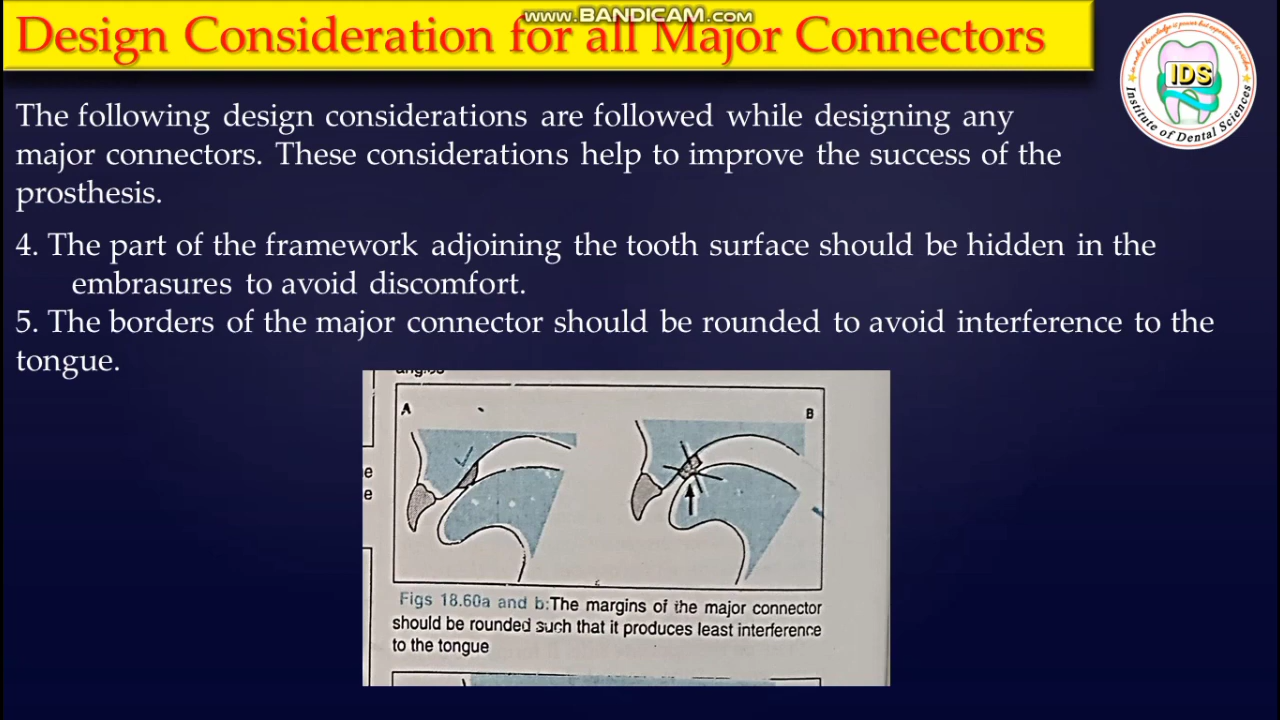 www.BANDICAM.com
Design Consideration for all Major Connectors
IDS
Institute of Dental Sciences
The following design considerations are followed while designing any
major connectors. These considerations help to improve the success of the
prosthesis.
4. The part of the framework adjoining the tooth surface should be hidden in the
embrasures to avoid discomfort.
5. The borders of the major connector should be rounded to avoid interference to the
tongue.
A
B
e
e
Figs 18.60a and b:The margins of the major connector
should be rounded such that it produces least interference
to the tongue